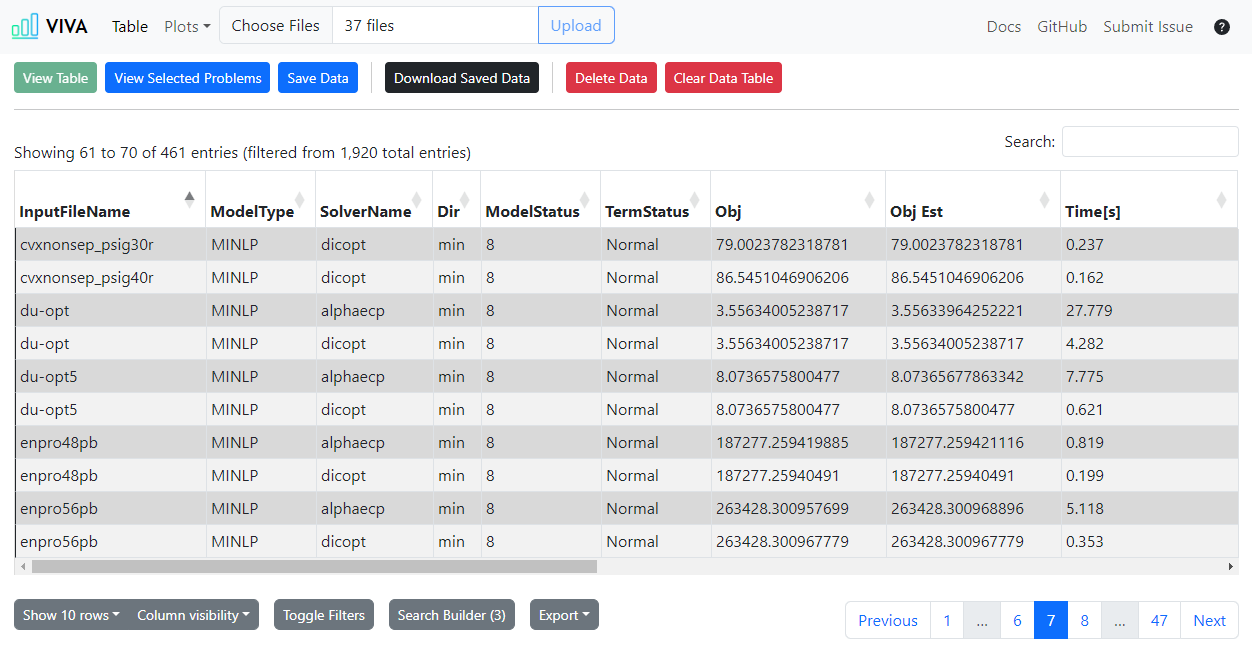 VIVA Table Plots Choose Files 37 files Upload Docs GitHub Submit Issue ?
View Table View Selected Problems Save Data Download Saved Data Delete Data Clear Data Table
Search:
Showing 61 to 70 of 461 entries (filtered from 1,920 total entries)
InputFileName ModelType SolverName Dir ModelStatus TermStatus Obj Obj Est Time[s]
cvxnonsep_psig30r MINLP dicopt min 8 Normal 79.0023782318781 79.0023782318781 0.237
cvxnonsep_psig40r MINLP dicopt min 8 Normal 86.5451046906206 86.5451046906206 0.162
du-opt MINLP alphaecp min 8 Normal 3.55634005238717 3.55633964252221 27.779
du-opt MINLP dicopt min 8 Normal 3.55634005238717 3.55634005238717 4.282
du-opt5 MINLP alphaecp min 8 Normal 8.0736575800477 8.07365677863342 7.775
du-opt5 MINLP dicopt min 8 Normal 8.0736575800477 8.0736575800477 0.621
enpro48pb MINLP alphaecp min 8 Normal 187277.259419885 187277.259421116 0.819
enpro48pb MINLP dicopt min 8 Normal 187277.25940491 187277.25940491 0.199
enpro56pb MINLP alphaecp min 8 Normal 263428.300957699 263428.300968896 5.118
enpro56pb MINLP dicopt min 8 Normal 263428.300967779 263428.300967779 0.353
Show 10 rows Column visibility Toggle Filters Search Builder (3) Export Previous 1 ... 6 7 8 ... 47 Next